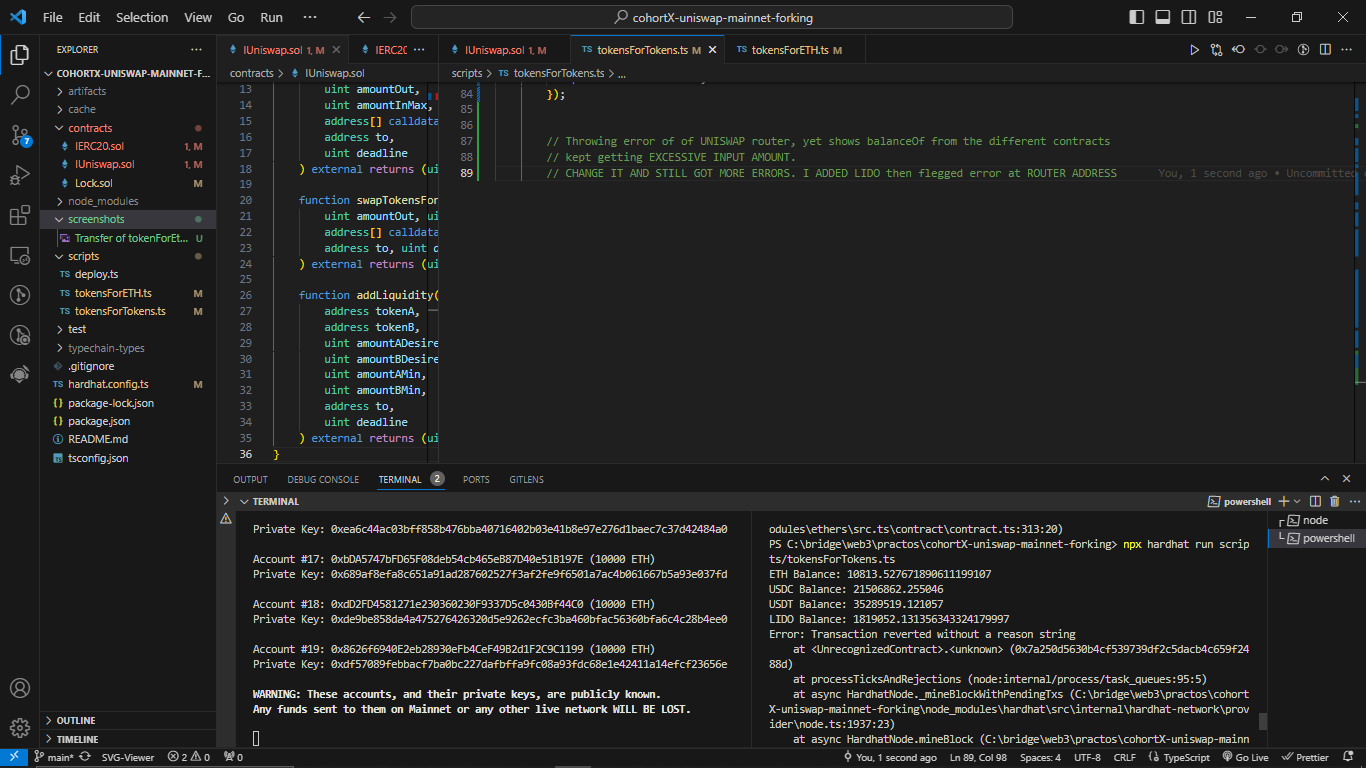 File Edit Selection View Go Run ··· cohortX-uniswap-mainnet-forking
EXPLORER ···
COHORTX-UNISWAP-MAINNET-F...
artifacts
cache
contracts
IERC20.sol 1, M
IUniswap.sol 1, M
Lock.sol M
node_modules
screenshots
Transfer of tokenForEt... U
scripts
TS deploy.ts
TS tokensForETH.ts M
TS tokensForTokens.ts M
test
typechain-types
.gitignore
TS hardhat.config.ts M
{} package-lock.json
{} package.json
README.md
tsconfig.json
OUTLINE
TIMELINE
7
IUniswap.sol 1, M IERC20 ···
contracts > IUniswap.sol
13 uint amountOut,
14 uint amountInMax,
15 address[] calldata
16 address to,
17 uint deadline
18 ) external returns (ui
19
20 function swapTokensFor
21 uint amountOut, ui
22 address[] calldata
23 address to, uint d
24 ) external returns (ui
25
26 function addLiquidity(
27 address tokenA,
28 address tokenB,
29 uint amountADesire
30 uint amountBDesire
31 uint amountAMin,
32 uint amountBMin,
33 address to,
34 uint deadline
35 ) external returns (ui
36 }
IUniswap.sol 1, M TS tokensForTokens.ts M TS tokensForETH.ts M
scripts > TS tokensForTokens.ts > ...
84 });
85
86
87 // Throwing error of of UNISWAP router, yet shows balanceOf from the different contracts
88 // kept getting EXCESSIVE INPUT AMOUNT.
89 // CHANGE IT AND STILL GOT MORE ERRORS. I ADDED LIDO then flegged error at ROUTER ADDRESS You, 1 second ago • Uncommitted
OUTPUT DEBUG CONSOLE TERMINAL 2 PORTS GITLENS
TERMINAL powershell
Private Key: 0xea6c44ac03bff858b476bba40716402b03e41b8e97e276d1baec7c37d42484a0
Account #17: 0xbDA5747bFD65F08deb54cb465eB87D40e51B197E (10000 ETH)
Private Key: 0x689af8efa8c651a91ad287602527f3af2fe9f6501a7ac4b061667b5a93e037fd
Account #18: 0xdD2FD4581271e230360230F9337D5c0430Bf44C0 (10000 ETH)
Private Key: 0xde9be858da4a475276426320d5e9262ecfc3ba460bfac56360bfa6c4c28b4ee0
Account #19: 0x8626f6940E2eb28930eFb4CeF49B2d1F2C9C1199 (10000 ETH)
Private Key: 0xdf57089febbacf7ba0bc227dafbffa9fc08a93fdc68e1e42411a14efcf23656e
WARNING: These accounts, and their private keys, are publicly known.
Any funds sent to them on Mainnet or any other live network WILL BE LOST.
odules\ethers\src.ts\contract\contract.ts:313:20)
PS C:\bridge\web3\practos\cohortX-uniswap-mainnet-forking> npx hardhat run scrip
ts/tokensForTokens.ts
ETH Balance: 10813.527671890611199107
USDC Balance: 21506862.255046
USDT Balance: 35289519.121057
LIDO Balance: 1819052.131356343324179997
Error: Transaction reverted without a reason string
at <UnrecognizedContract>.<unknown> (0x7a250d5630b4cf539739df2c5dacb4c659f24
88d)
at processTicksAndRejections (node:internal/process/task_queues:95:5)
at async HardhatNode._mineBlockWithPendingTxs (C:\bridge\web3\practos\cohort
X-uniswap-mainnet-forking\node_modules\hardhat\src\internal\hardhat-network\prov
ider\node.ts:1937:23)
at async HardhatNode.mineBlock (C:\bridge\web3\practos\cohortX-uniswap-mainn
node
powershell
main* SVG-Viewer 2 0 0 You, 1 second ago Ln 89, Col 98 Spaces: 4 UTF-8 CRLF {} TypeScript Go Live Prettier